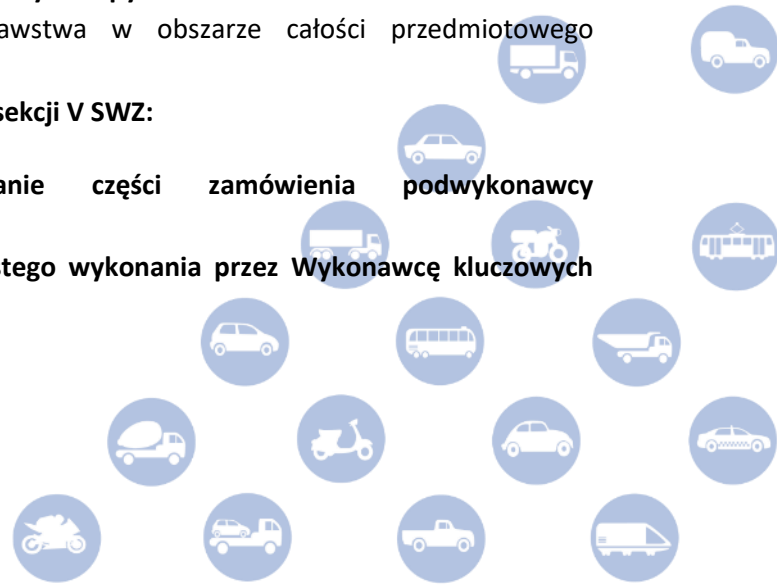 awstwa w obszarze całości przedmiotowego
sekcji V SWZ:
anie części zamówienia podwykonawcy
stego wykonania przez Wykonawcę kluczowych